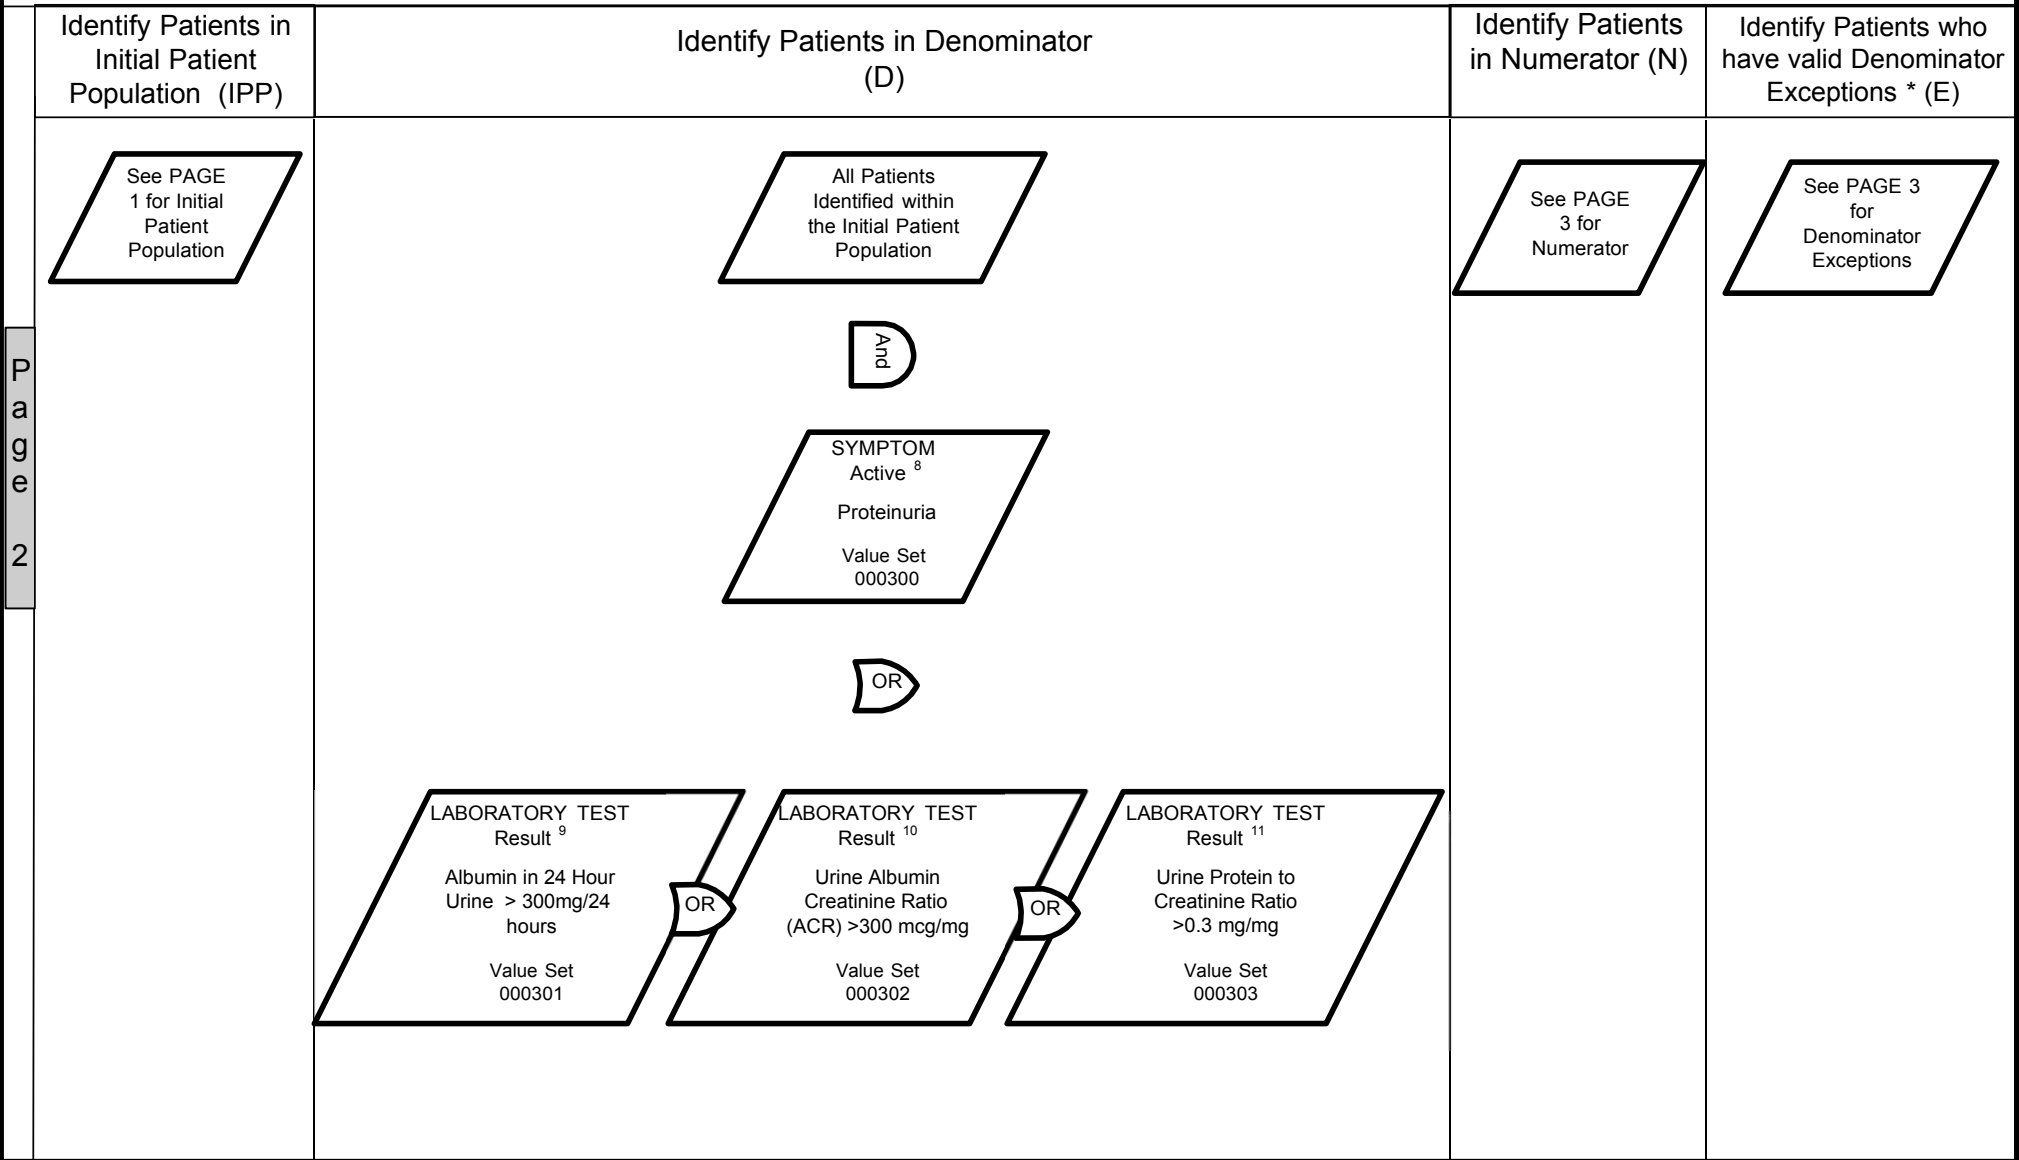 Identify Patients in
Initial Patient
Population (IPP)
Identify Patients in Denominator
(D)
Identify Patients
in Numerator (N)
Identify Patients who
have valid Denominator
Exceptions * (E)
See PAGE
1 for Initial
Patient
Population
All Patients
Identified within
the Initial Patient
Population
See PAGE
3 for
Numerator
See PAGE 3
for
Denominator
Exceptions
And
Page 2
SYMPTOM
Active 8
Proteinuria
Value Set
000300
OR
LABORATORY TEST
Result 9
Albumin in 24 Hour
Urine > 300mg/24
hours
Value Set
000301
OR
LABORATORY TEST
Result 10
Urine Albumin
Creatinine Ratio
(ACR) >300 mcg/mg
Value Set
000302
OR
LABORATORY TEST
Result 11
Urine Protein to
Creatinine Ratio
>0.3 mg/mg
Value Set
000303